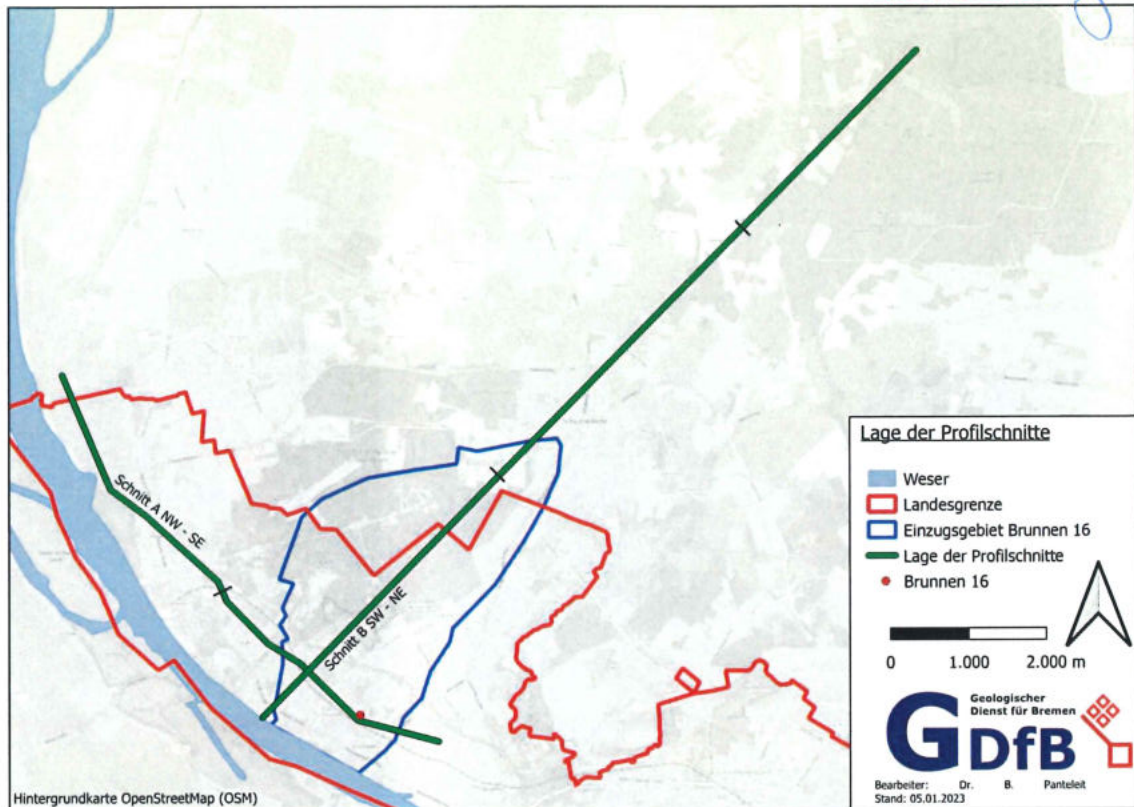 Schnitt A NW - SE
Schnitt B SW - NE
Lage der Profilschnitte
Weser
Landesgrenze
Einzugsgebiet Brunnen 16
Lage der Profilschnitte
Brunnen 16
0 1.000 2.000 m
Geologischer
Dienst für Bremen
GDfB
Bearbeiter: Dr. B. Panteleit
Stand: 05.01.2023
Hintergrundkarte OpenStreetMap (OSM)